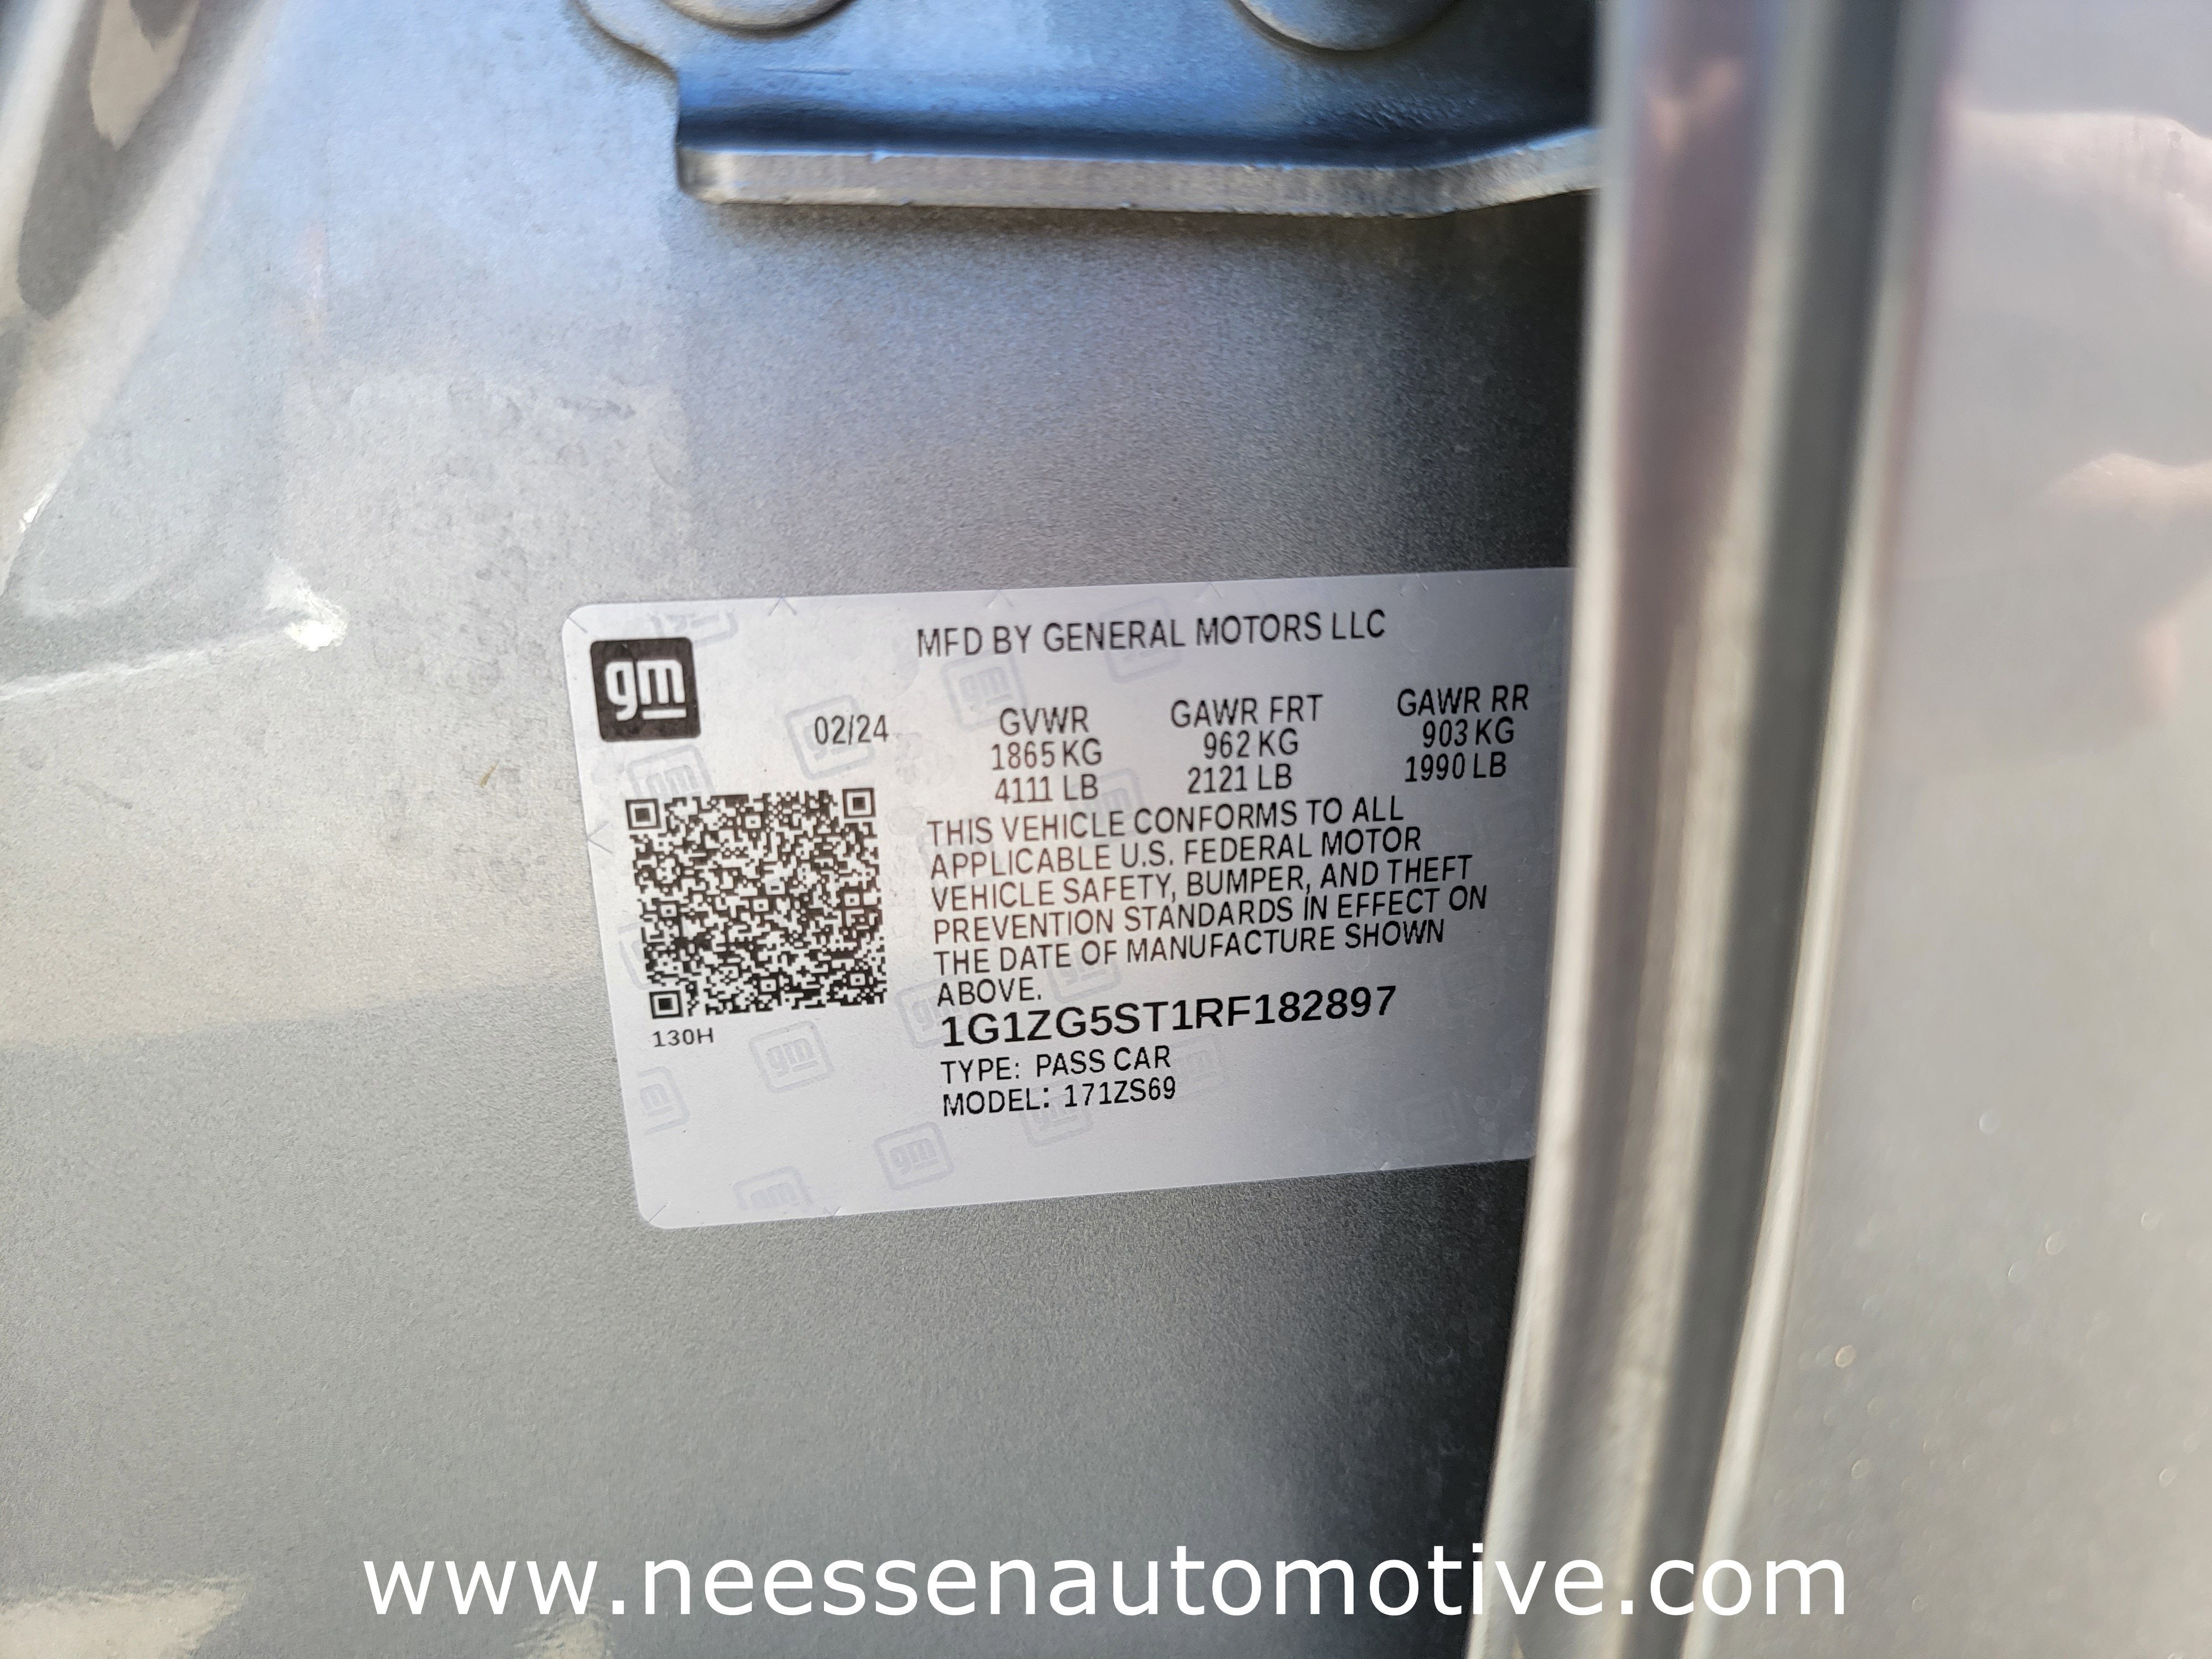 MFD BY GENERAL MOTORS LLC
gm
02/24 GVWR GAWR FRT GAWR RR
1865 KG 962 KG 903 KG
4111 LB 2121 LB 1990 LB
THIS VEHICLE CONFORMS TO ALL
APPLICABLE U.S. FEDERAL MOTOR
VEHICLE SAFETY, BUMPER, AND THEFT
PREVENTION STANDARDS IN EFFECT ON
THE DATE OF MANUFACTURE SHOWN
ABOVE.
1G1ZG5ST1RF182897
130H
TYPE: PASS CAR
MODEL: 171ZS69
www.neessenautomotive.com